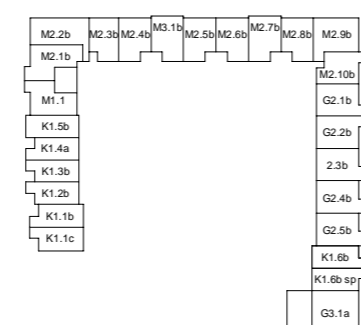 M2.2b M2.3b M2.4b M3.1b M2.5b M2.6b M2.7b M2.8b M2.9b
M2.1b
M2.10b
M1.1
G2.1b
K1.5b
G2.2b
K1.4a
2.3b
K1.3b
K1.2b
G2.4b
K1.1b
G2.5b
K1.1c
K1.6b
K1.6b sp
G3.1a